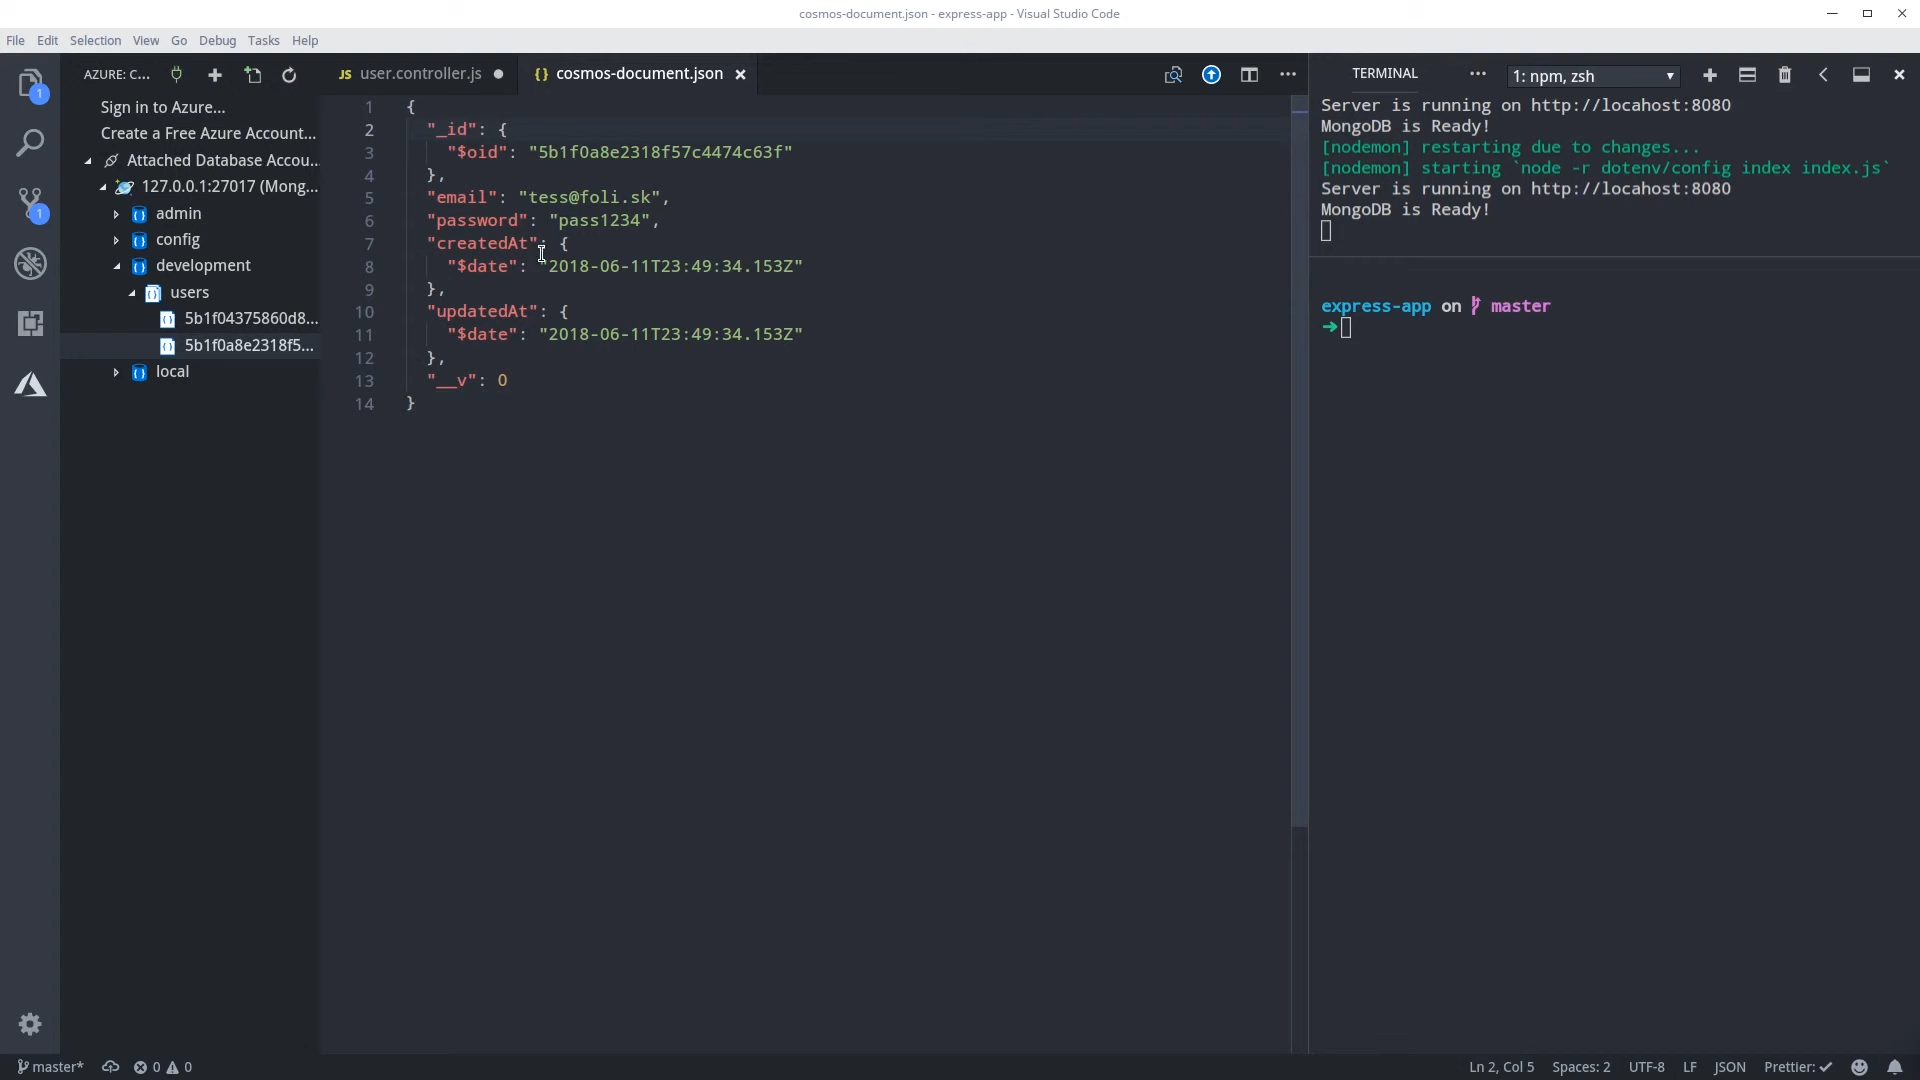 cosmos-document.json - express-app - Visual Studio Code
File Edit Selection View Go Debug Tasks Help
AZURE: C...
Sign in to Azure...
Create a Free Azure Account...
Attached Database Accou...
127.0.0.1:27017 (Mong...
admin
config
development
users
5b1f04375860d8...
5b1f0a8e2318f5...
local
1
1
JS user.controller.js
{} cosmos-document.json
1 {
2 "_id": {
3 "$oid": "5b1f0a8e2318f57c4474c63f"
4 },
5 "email": "tess@foli.sk",
6 "password": "pass1234",
7 "createdAt": {
8 "$date": "2018-06-11T23:49:34.153Z"
9 },
10 "updatedAt": {
11 "$date": "2018-06-11T23:49:34.153Z"
12 },
13 "__v": 0
14 }
TERMINAL ... 1: npm, zsh
Server is running on http://locahost:8080
MongoDB is Ready!
[nodemon] restarting due to changes...
[nodemon] starting `node -r dotenv/config index index.js`
Server is running on http://locahost:8080
MongoDB is Ready!
express-app on master
➜
master* 0 0
Ln 2, Col 5 Spaces: 2 UTF-8 LF JSON Prettier: ✓